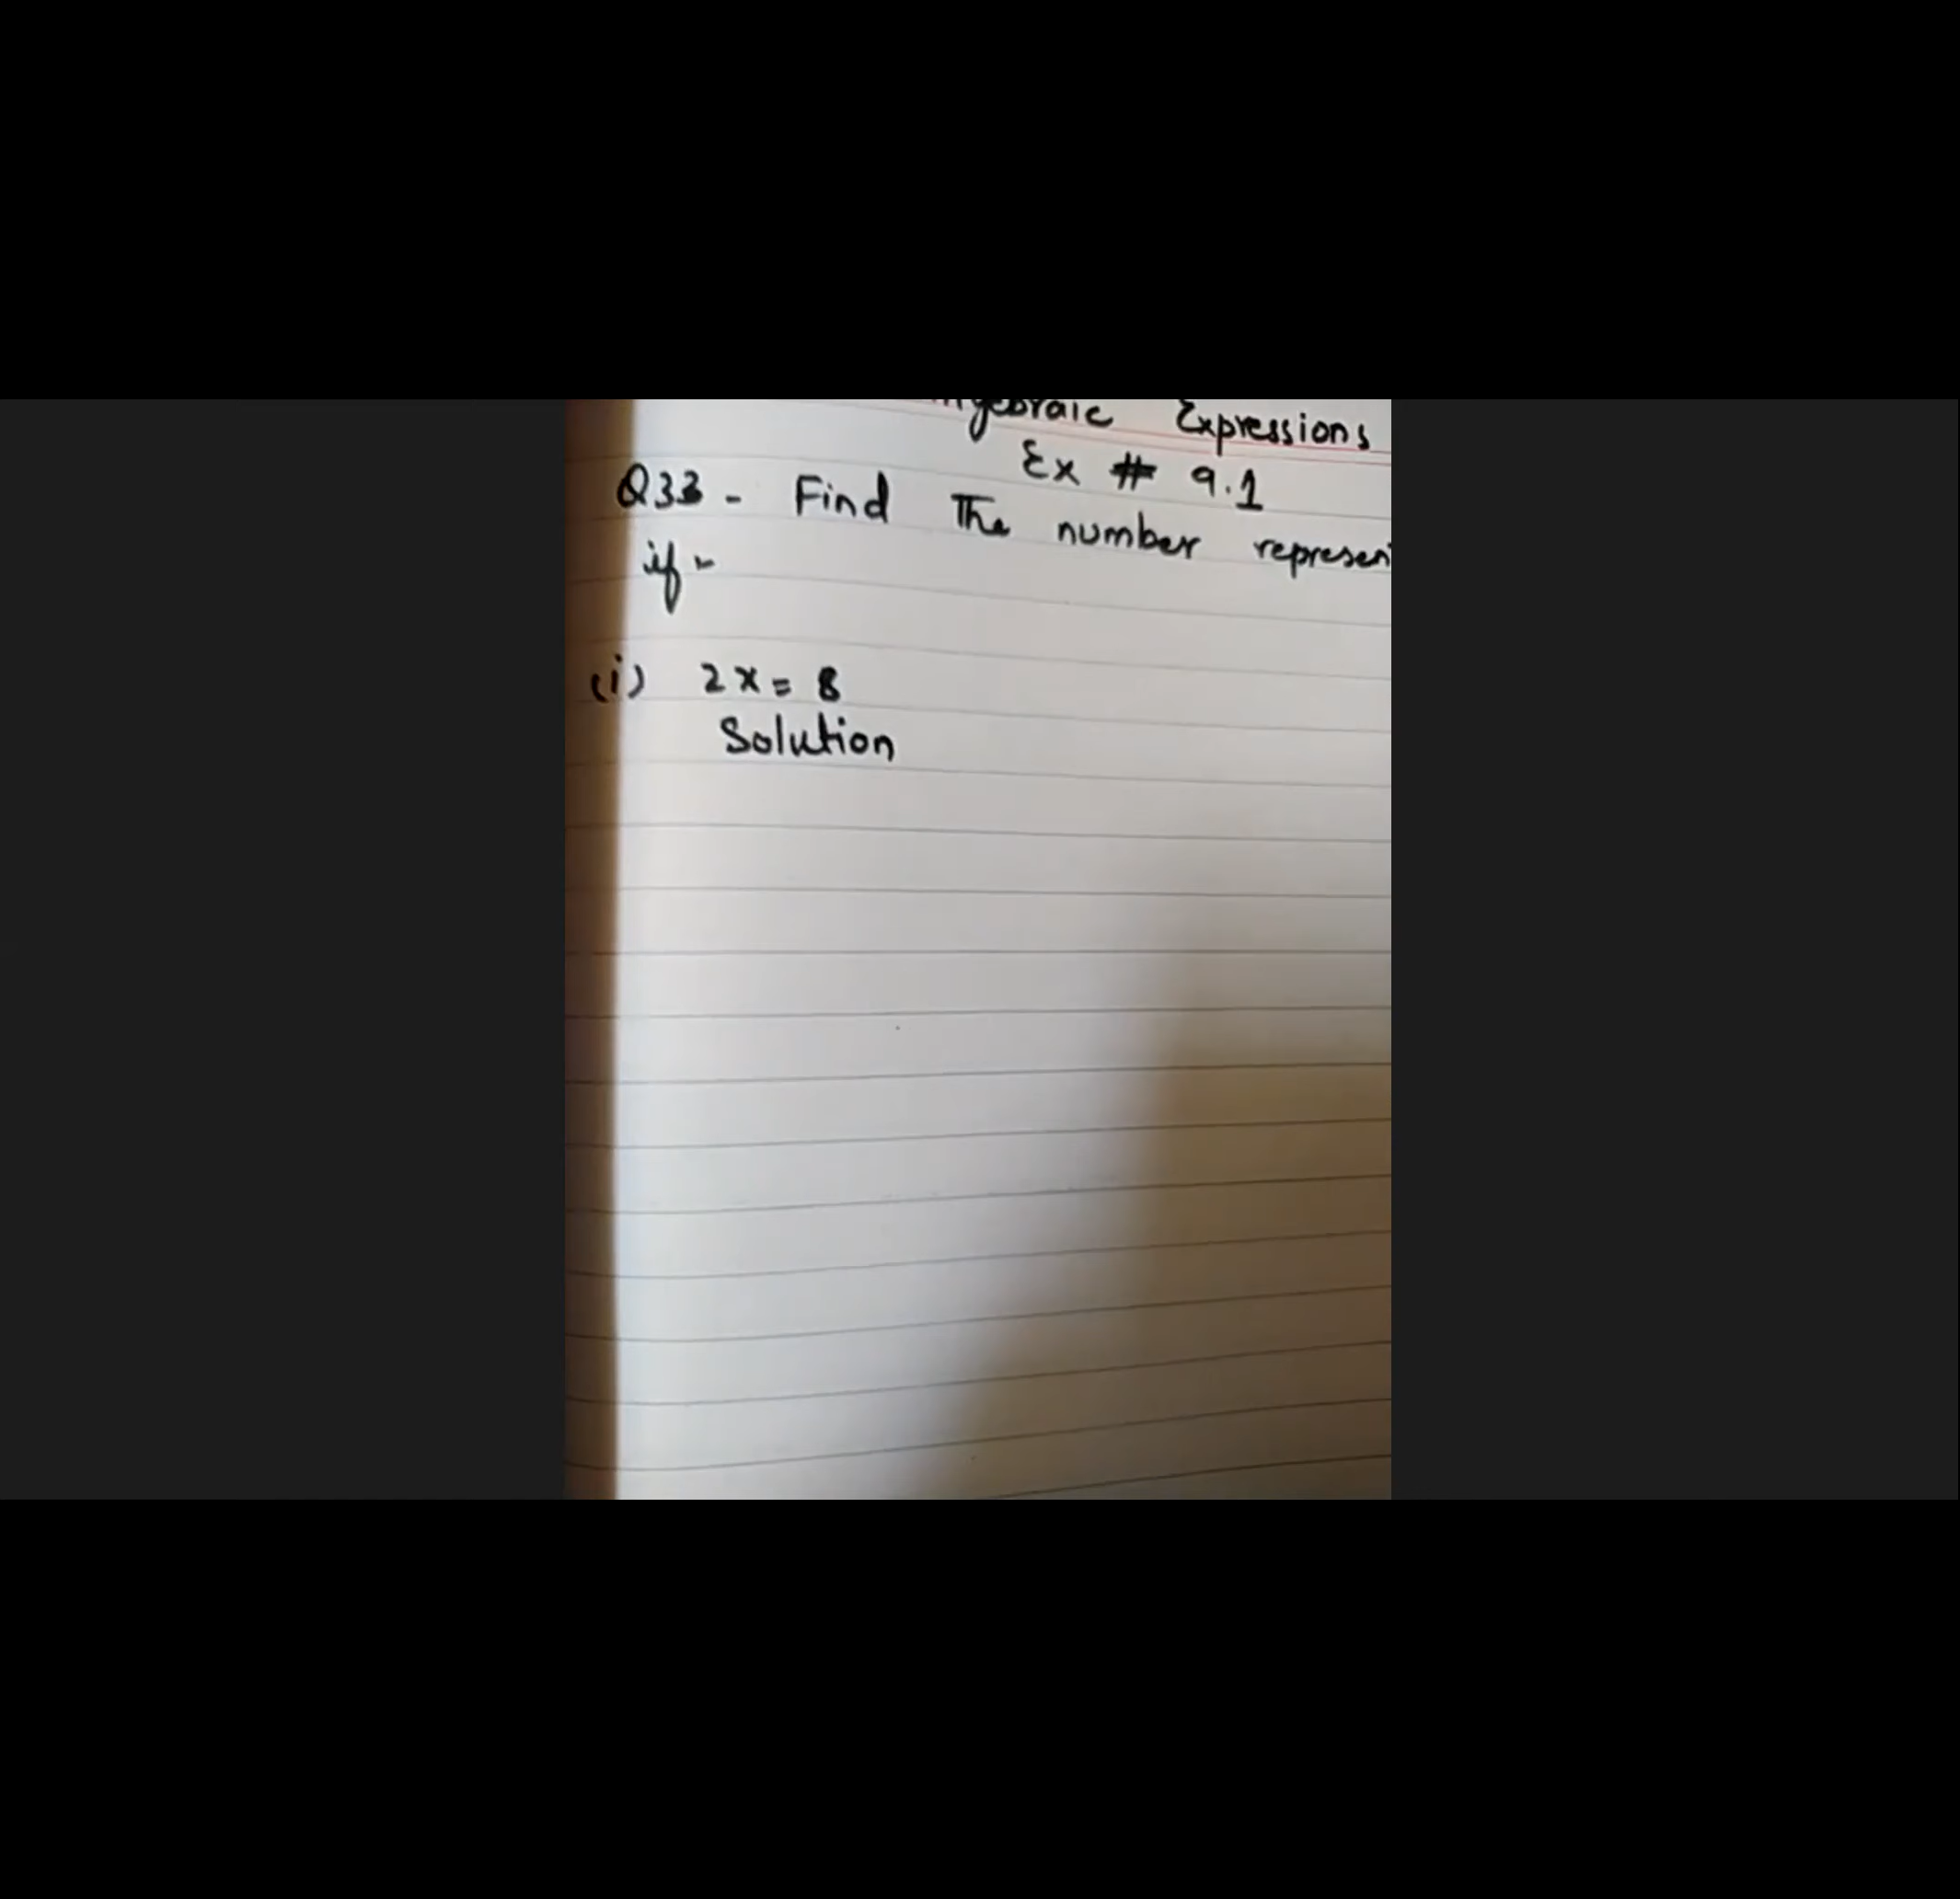 Expressions
Ex # 9.1
Q33 - Find The number
if -
(i) 2x = 8
Solution